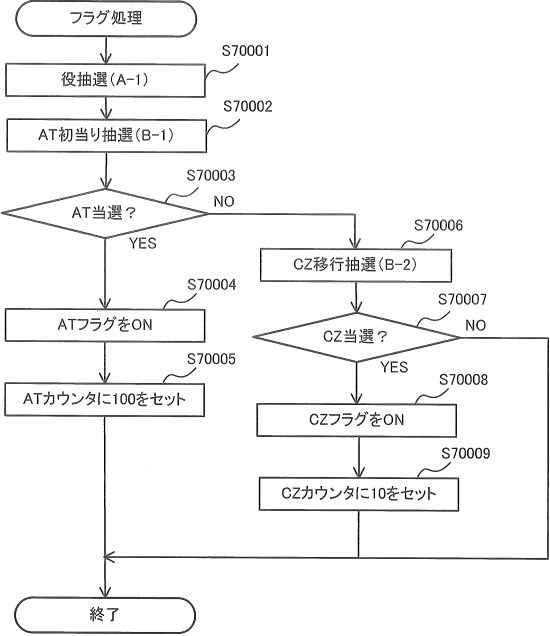 フラグ処理
S70001
役抽選(A-1)
S70002
AT初当り抽選(B-1)
S70003
AT当選?
NO
YES
S70006
CZ移行抽選(B-2)
S70004
ATフラグをON
S70007
CZ当選?
NO
YES
S70005
ATカウンタに100をセット
S70008
CZフラグをON
S70009
CZカウンタに10をセット
終了